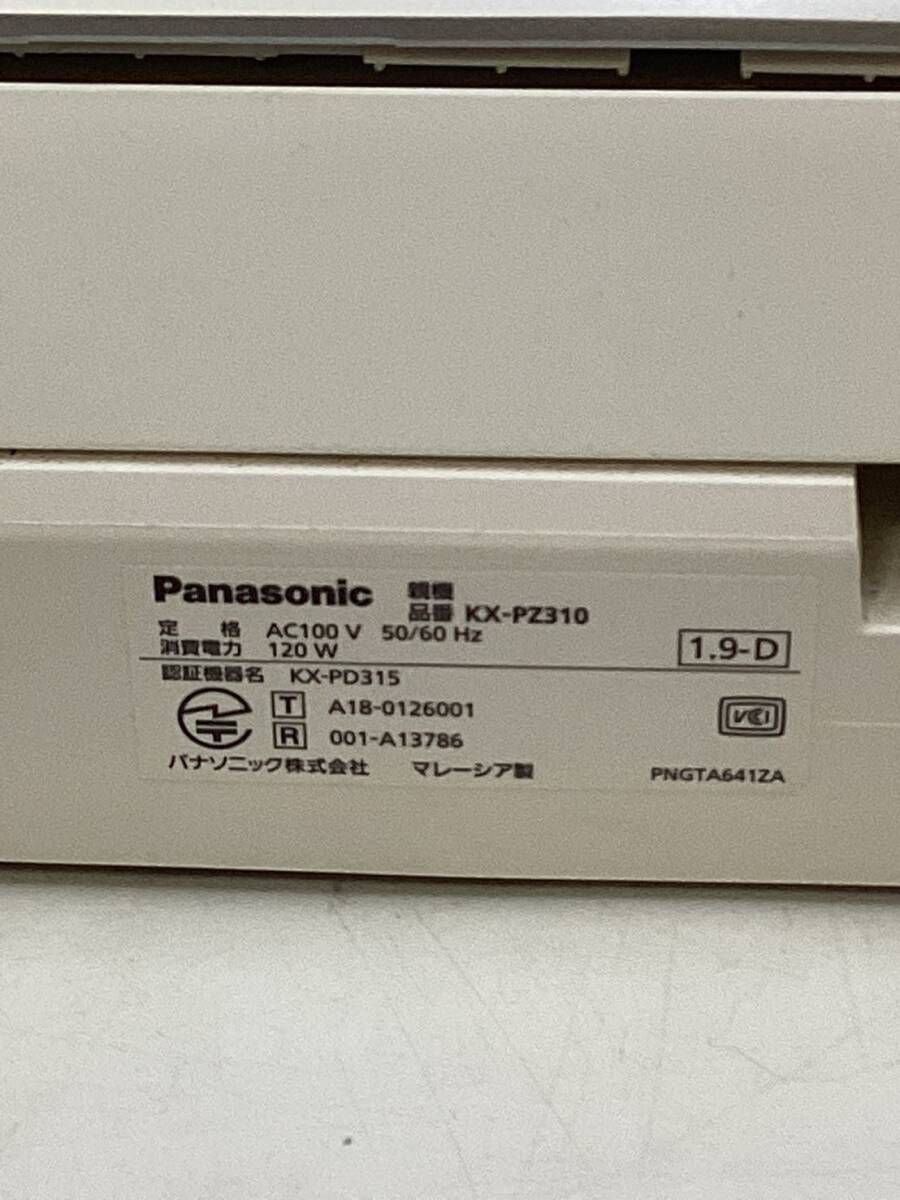 Panasonic 親機
品番 KX-PZ310
定 格 AC100 V 50/60 Hz
消費電力 120 W
1.9-D
認証機器名 KX-PD315
T A18-0126001
R 001-A13786
VCI
パナソニック株式会社 マレーシア製
PNGTA641ZA